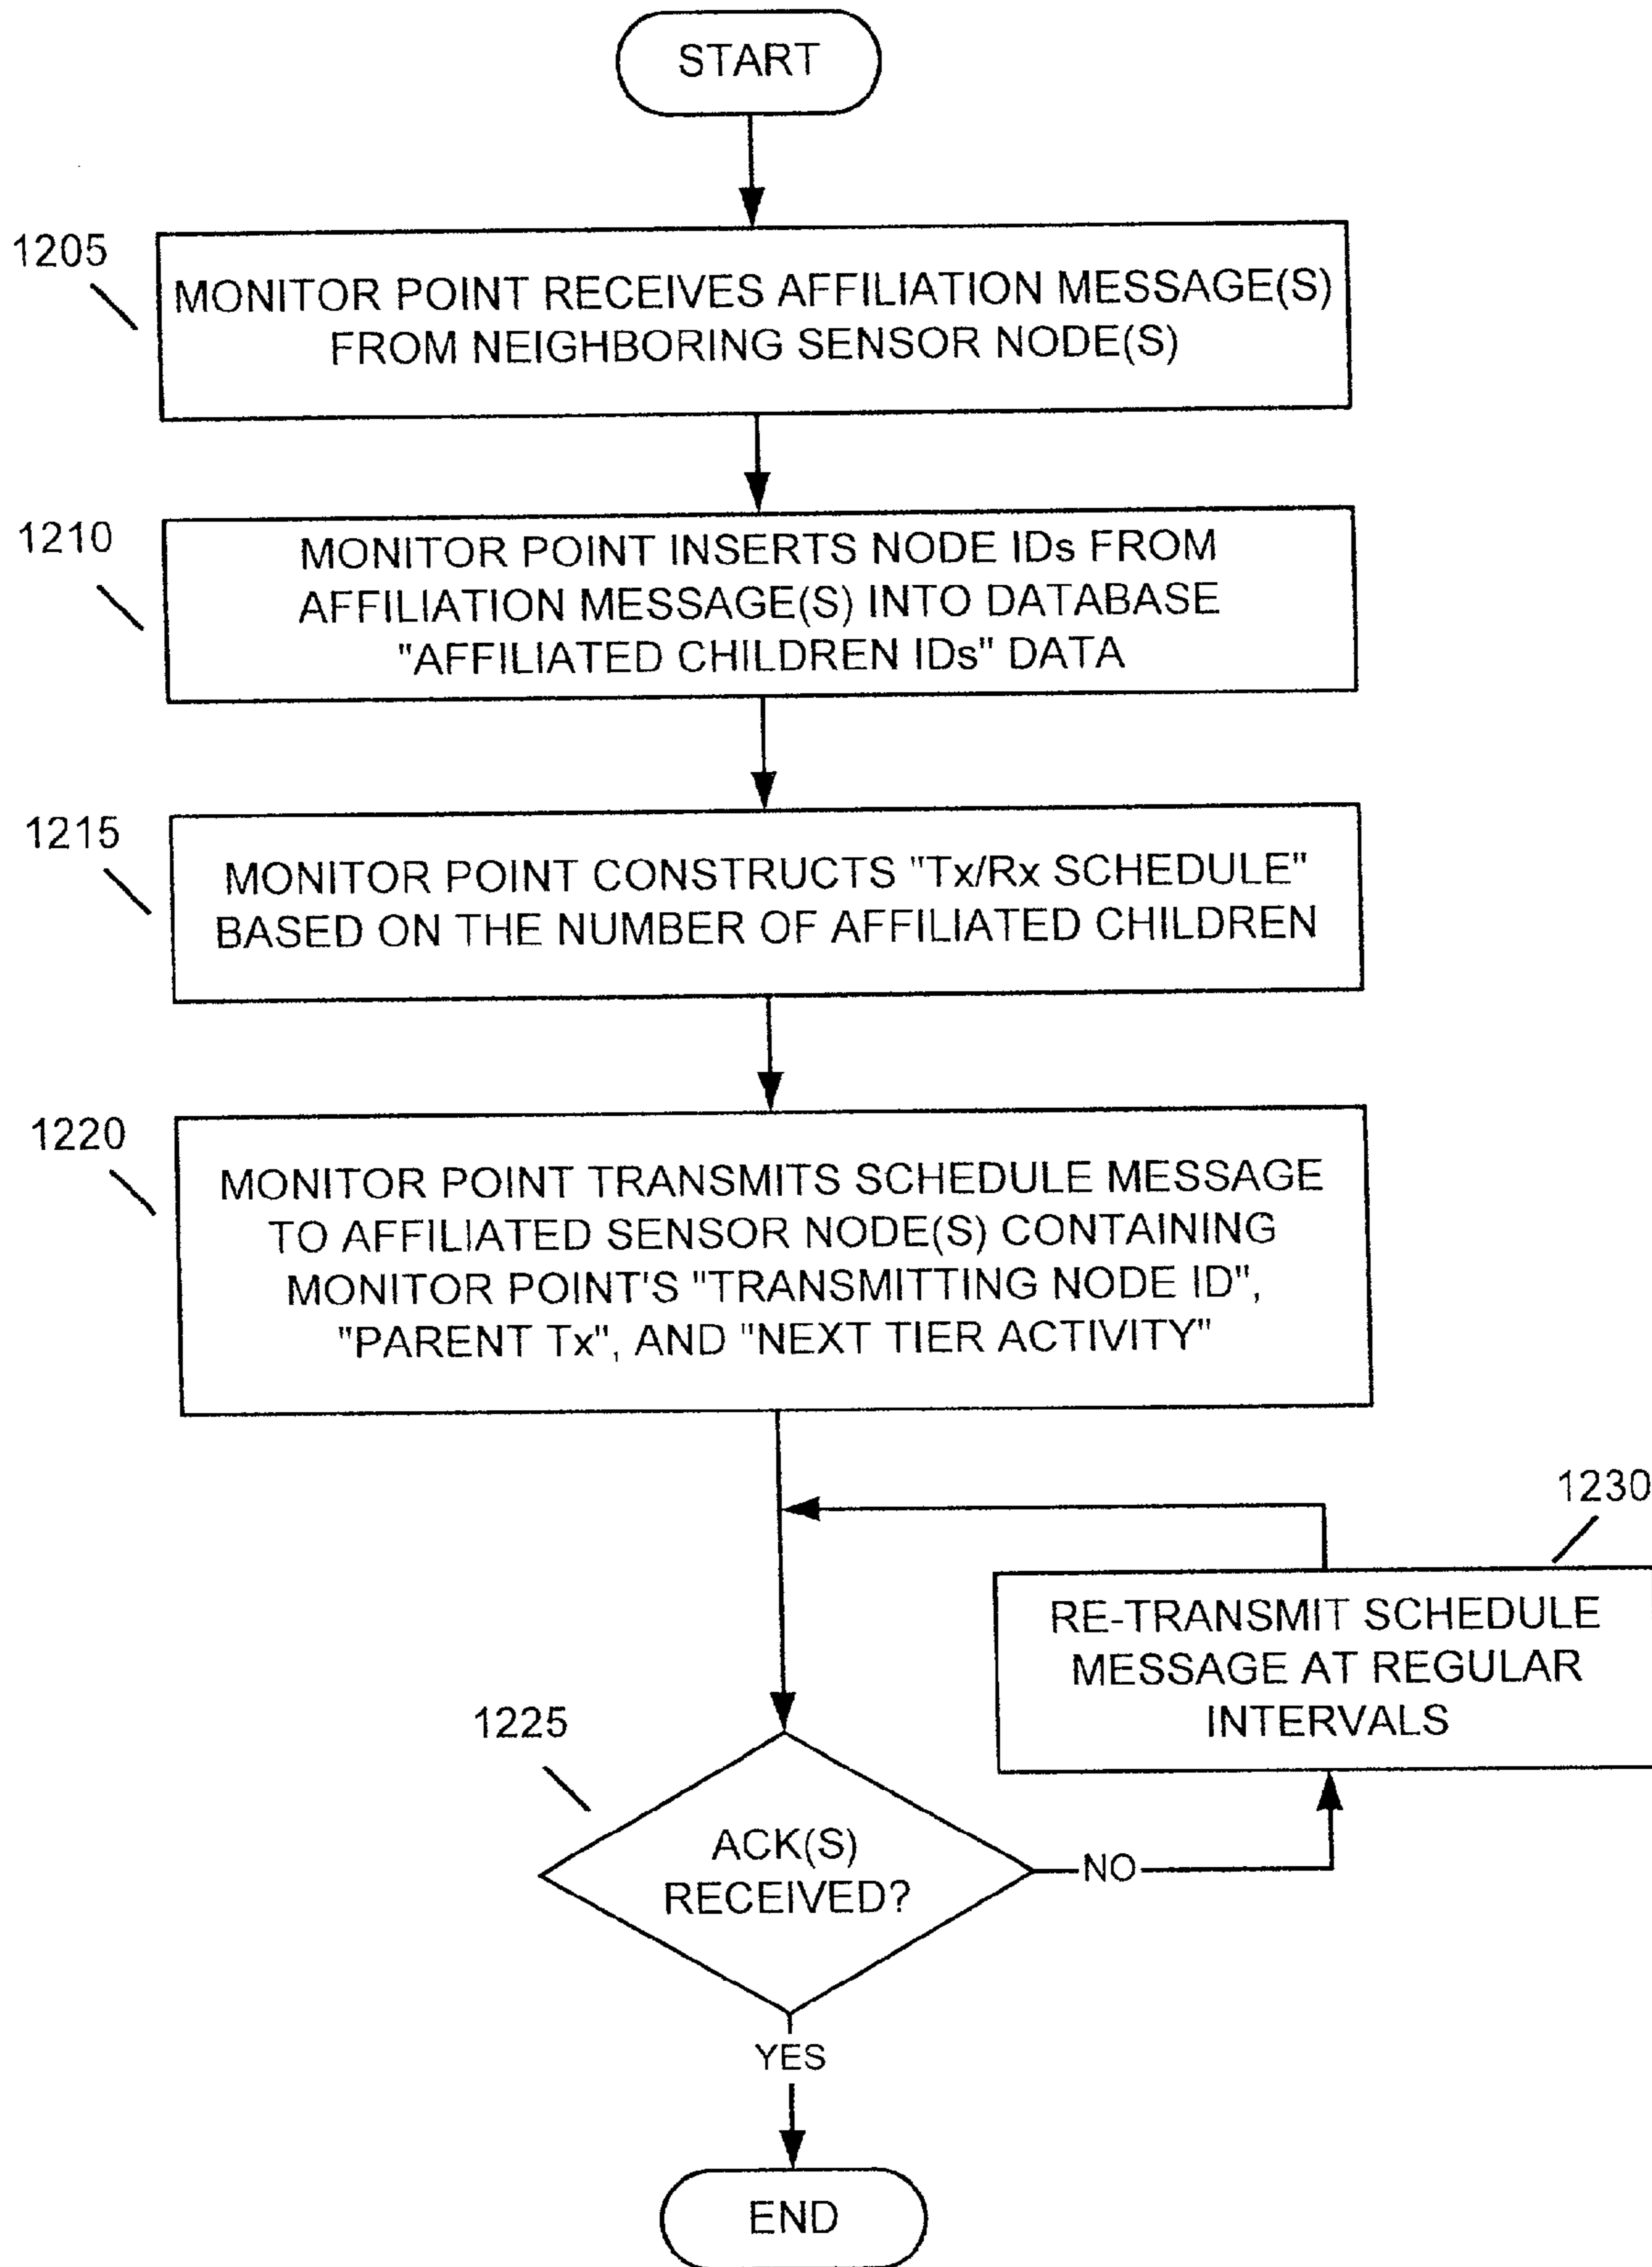 START
1205
MONITOR POINT RECEIVES AFFILIATION MESSAGE(S)
FROM NEIGHBORING SENSOR NODE(S)
1210
MONITOR POINT INSERTS NODE IDs FROM
AFFILIATION MESSAGE(S) INTO DATABASE
"AFFILIATED CHILDREN IDs" DATA
1215
MONITOR POINT CONSTRUCTS "Tx/Rx SCHEDULE"
BASED ON THE NUMBER OF AFFILIATED CHILDREN
1220
MONITOR POINT TRANSMITS SCHEDULE MESSAGE
TO AFFILIATED SENSOR NODE(S) CONTAINING
MONITOR POINT'S "TRANSMITTING NODE ID",
"PARENT Tx", AND "NEXT TIER ACTIVITY"
1230
RE-TRANSMIT SCHEDULE
MESSAGE AT REGULAR
INTERVALS
1225
ACK(S)
RECEIVED?
NO
YES
END